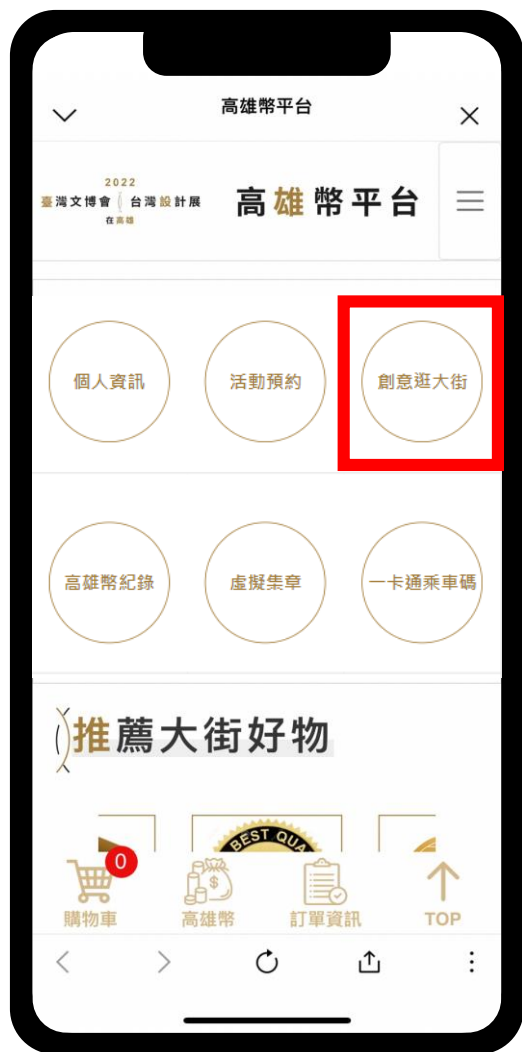 高雄幣平台
2022
臺灣文博會 台灣設計展
在高雄
高雄幣平台
個人資訊
活動預約
創意逛大街
高雄幣紀錄
虛擬集章
一卡通乘車碼
推薦大街好物
BEST QUA
0
$
購物車
高雄幣
訂單資訊
TOP